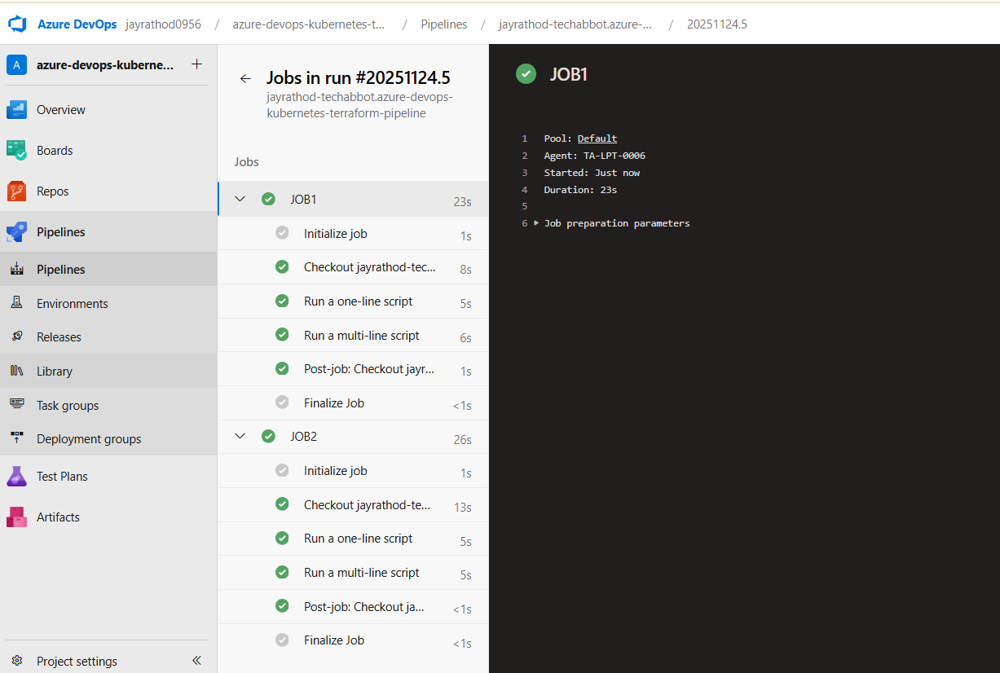 Azure DevOps jayrathod0956 / azure-devops-kubernetes-t... / Pipelines / jayrathod-techabbot.azure-... / 20251124.5
A azure-devops-kuberne... +
Overview
Boards
Repos
Pipelines
Pipelines
Environments
Releases
Library
Task groups
Deployment groups
Test Plans
Artifacts
Project settings
Jobs in run #20251124.5
jayrathod-techabbot.azure-devops-
kubernetes-terraform-pipeline
Jobs
JOB1 23s
Initialize job 1s
Checkout jayrathod-tec... 8s
Run a one-line script 5s
Run a multi-line script 6s
Post-job: Checkout jayr... 1s
Finalize Job <1s
JOB2 26s
Initialize job 1s
Checkout jayrathod-te... 13s
Run a one-line script 5s
Run a multi-line script 5s
Post-job: Checkout ja... <1s
Finalize Job <1s
JOB1
1 Pool: Default
2 Agent: TA-LPT-0006
3 Started: Just now
4 Duration: 23s
5
6 Job preparation parameters